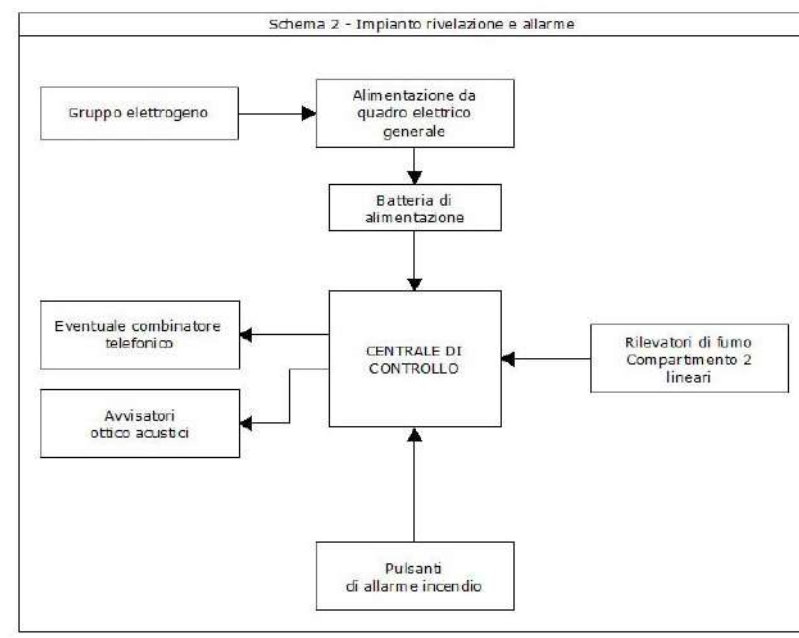 Schema 2 - Impianto rivelazione e allarme
Gruppo elettrogeno
Alimentazione da
quadro elettrico
generale
Batteria di
alimentazione
Eventuale combinatore
telefonico
CENTRALE DI
CONTROLLO
Rilevatori di fumo
Compartimento 2
lineari
Avvisatori
ottico acustici
Pulsanti
di allarme incendio